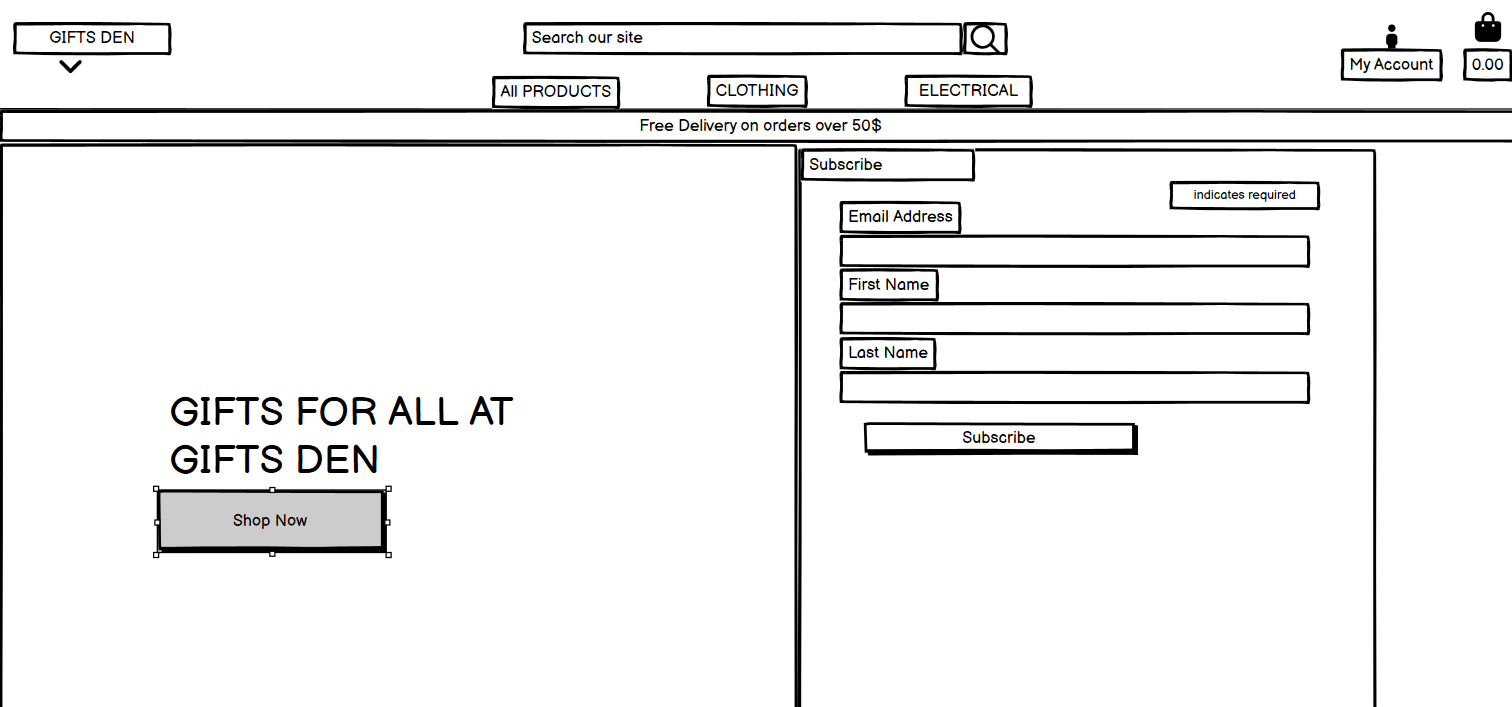 GIFTS DEN
Search our site
My Account
0.00
All PRODUCTS
CLOTHING
ELECTRICAL
Free Delivery on orders over 50$
GIFTS FOR ALL AT
GIFTS DEN
Shop Now
Subscribe
indicates required
Email Address
First Name
Last Name
Subscribe